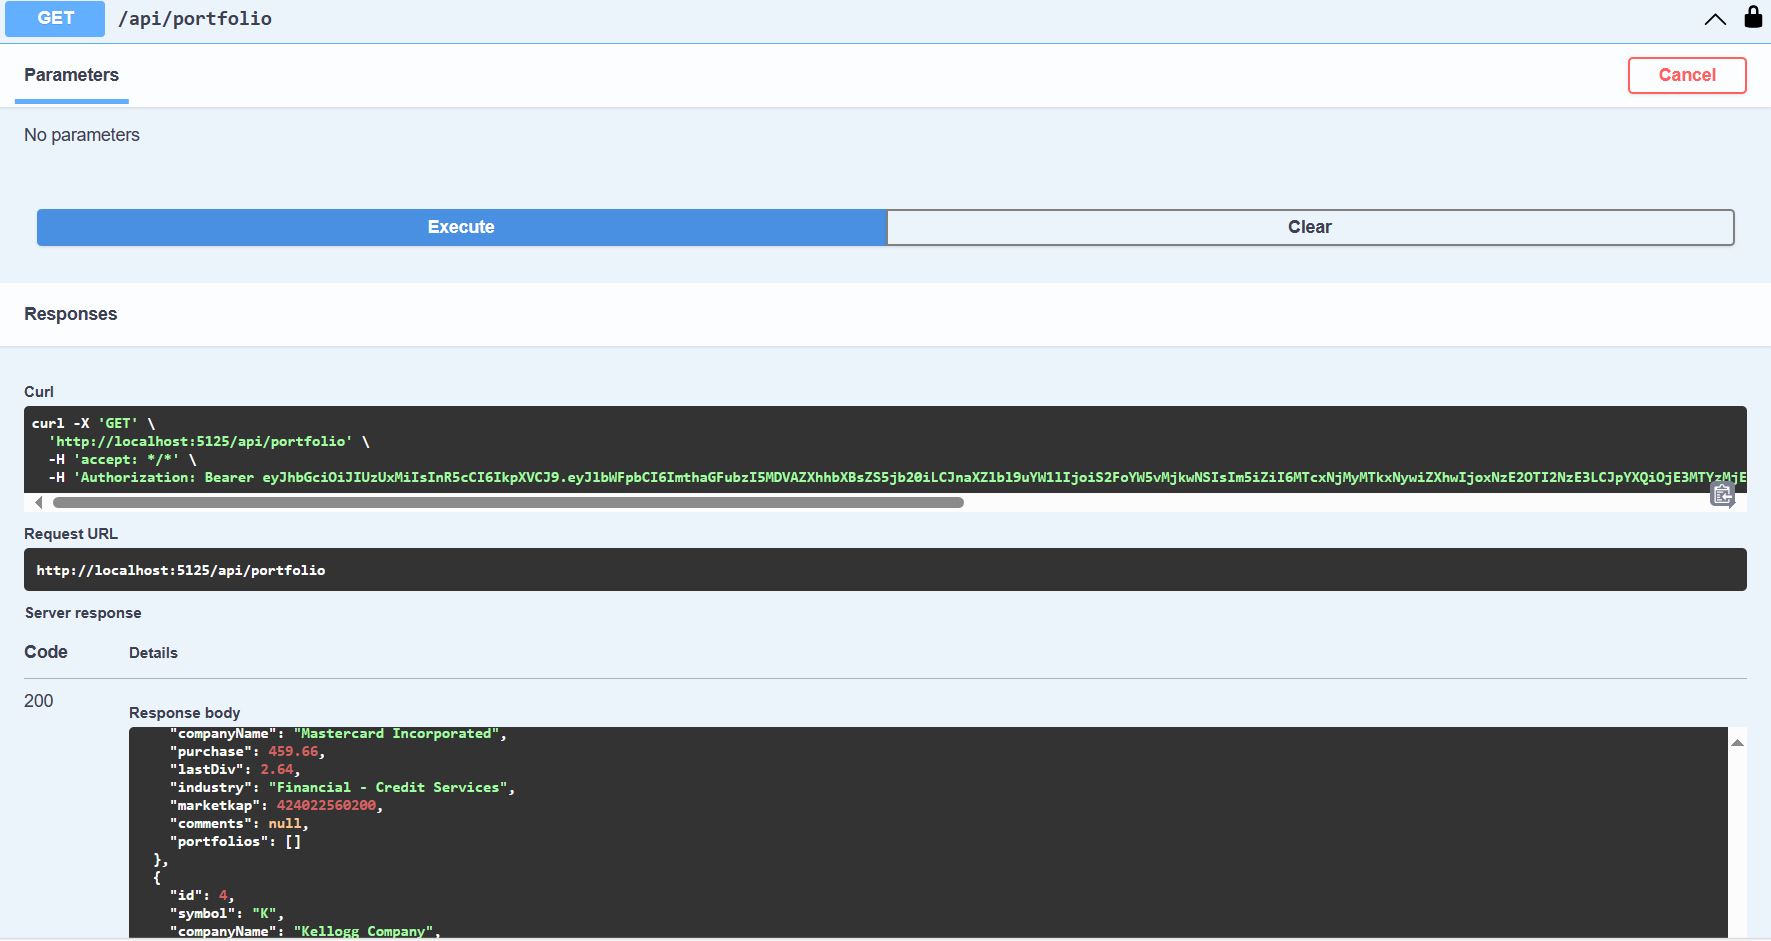 GET /api/portfolio
Parameters
Cancel
No parameters
Execute
Clear
Responses
Curl
curl -X 'GET' \
'http://localhost:5125/api/portfolio' \
-H 'accept: */*' \
-H 'Authorization: Bearer eyJhbGciOiJIUzUxMiIsInR5cCI6IkpXVCJ9.eyJlbWFpbCI6ImthaGFubzI5MDVAZXhhbXBsZS5jb20iLCJnaXZlbl9uYW1lIjoiS2FoYW5vMjkwNSIsIm5iZiI6MTcxNjMyMTkxNywiZXhwIjoxNzE2OTI2NzE3LCJpYXQiOjE3MTYzMjE
Request URL
http://localhost:5125/api/portfolio
Server response
Code
Details
200
Response body
"companyName": "Mastercard Incorporated",
"purchase": 459.66,
"lastDiv": 2.64,
"industry": "Financial - Credit Services",
"marketkap": 424022560200,
"comments": null,
"portfolios": []
},
{
"id": 4,
"symbol": "K",
"companyName": "Kellogg Company",